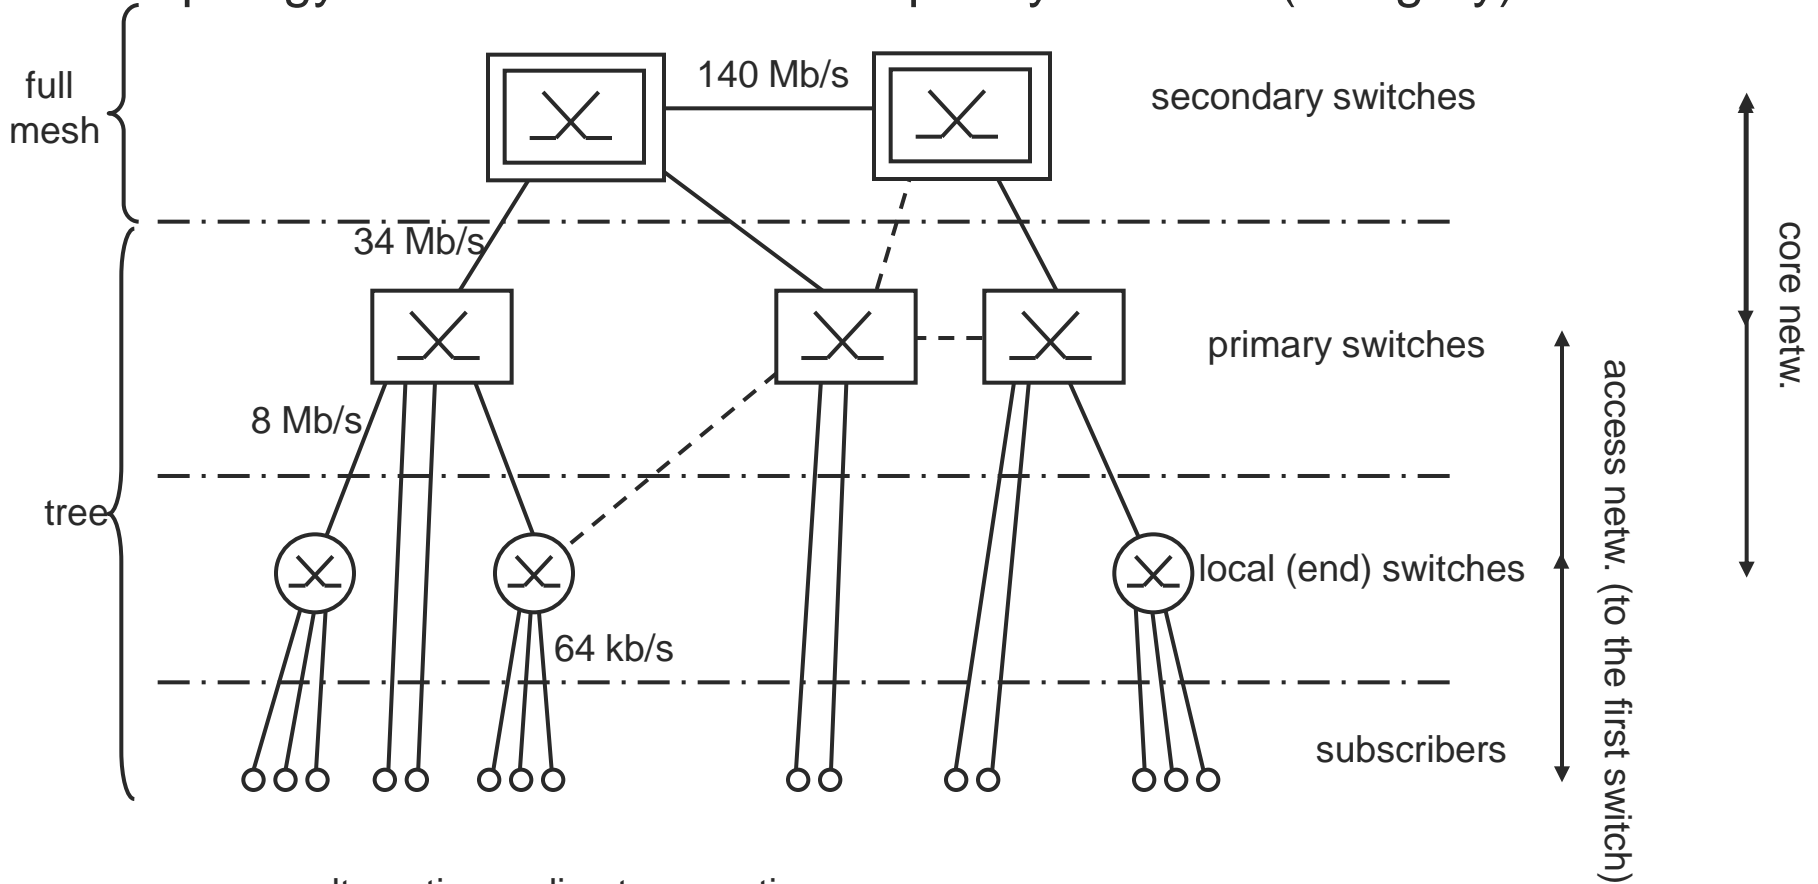 full
mesh
140 Mb/s
secondary switches
34 Mb/s
core netw.
primary switches
8 Mb/s
access netw. (to the first switch)
tree
local (end) switches
64 kb/s
subscribers